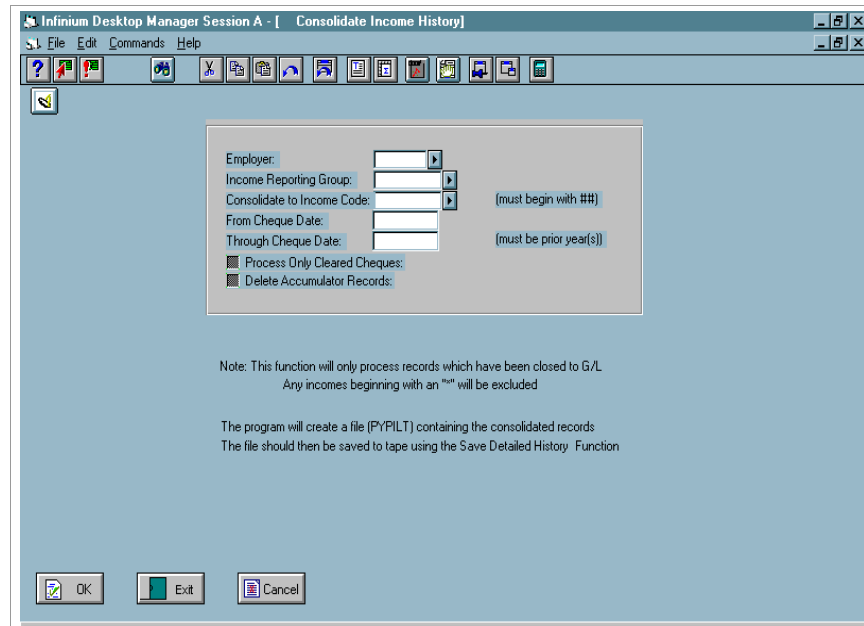 Infinium Desktop Manager Session A - [ Consolidate Income History]
File Edit Commands Help
Employer:
Income Reporting Group:
Consolidate to Income Code: (must begin with ##)
From Cheque Date:
Through Cheque Date: (must be prior year(s))
Process Only Cleared Cheques:
Delete Accumulator Records:
Note: This function will only process records which have been closed to G/L
Any incomes beginning with an "*" will be excluded
The program will create a file (PYPILT) containing the consolidated records
The file should then be saved to tape using the Save Detailed History Function
OK Exit Cancel